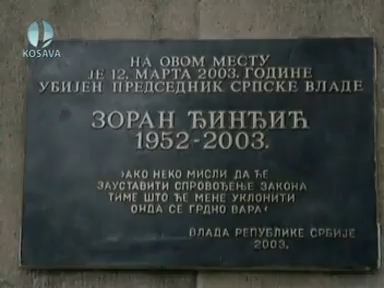 KOSAVA
НА ОВОМ МЕСТУ
ЈЕ 12. МАРТА 2003. ГОДИНЕ
УБИЈЕН ПРЕДСЕДНИК СРПСКЕ ВЛАДЕ
ЗОРАН ЂИНЂИЋ
1952-2003.
›АКО НЕКО МИСЛИ ДА ЋЕ
ЗАУСТАВИТИ СПРОВОЂЕЊЕ ЗАКОНА
ТИМЕ ШТО ЋЕ МЕНЕ УКЛОНИТИ
ОНДА СЕ ГРДНО ВАРА‹
ВЛАДА РЕПУБЛИКЕ СРБИЈЕ
2003.